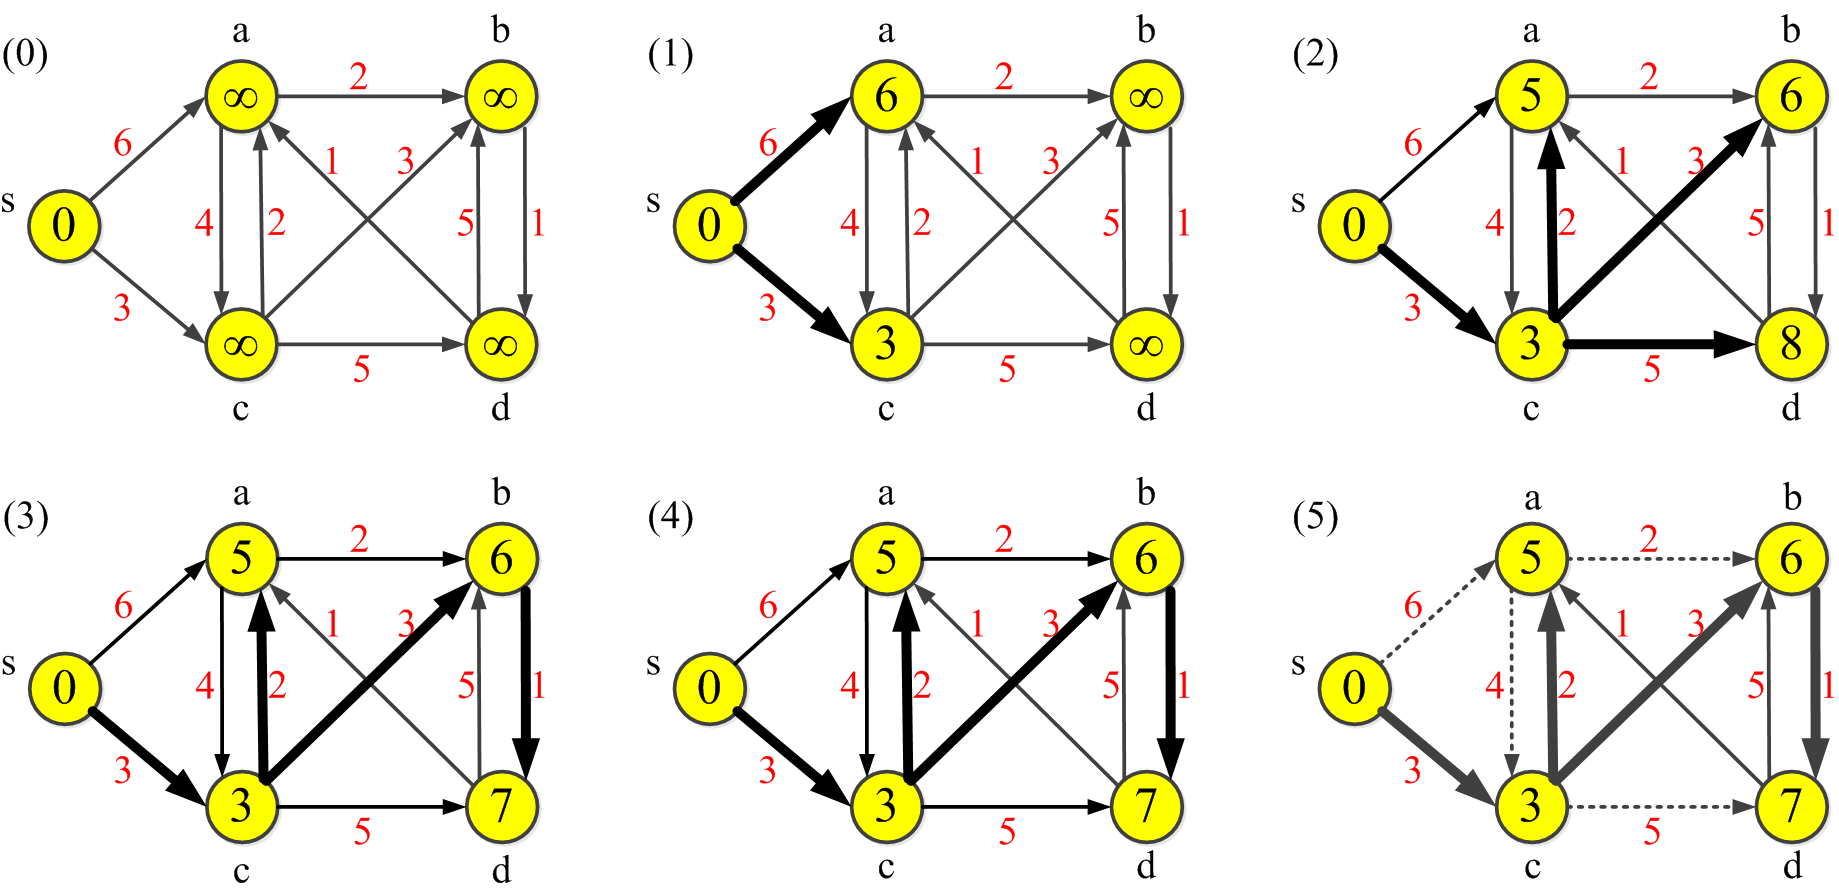 (0) a b (1) a b (2) a b
∞ 2 ∞ 6 2 ∞ 5 2 6
6 1 3 6 1 3 6 1 3
s 0 4 2 5 1 s 0 4 2 5 1 s 0 4 2 5 1
3 3 3
∞ 5 ∞ 3 5 ∞ 3 5 8
c d c d c d
(3) a b (4) a b (5) a b
5 2 6 5 2 6 5 2 6
6 1 3 6 1 3 6 1 3
s 0 4 2 5 1 s 0 4 2 5 1 s 0 4 2 5 1
3 3 3
3 5 7 3 5 7 3 5 7
c d c d c d